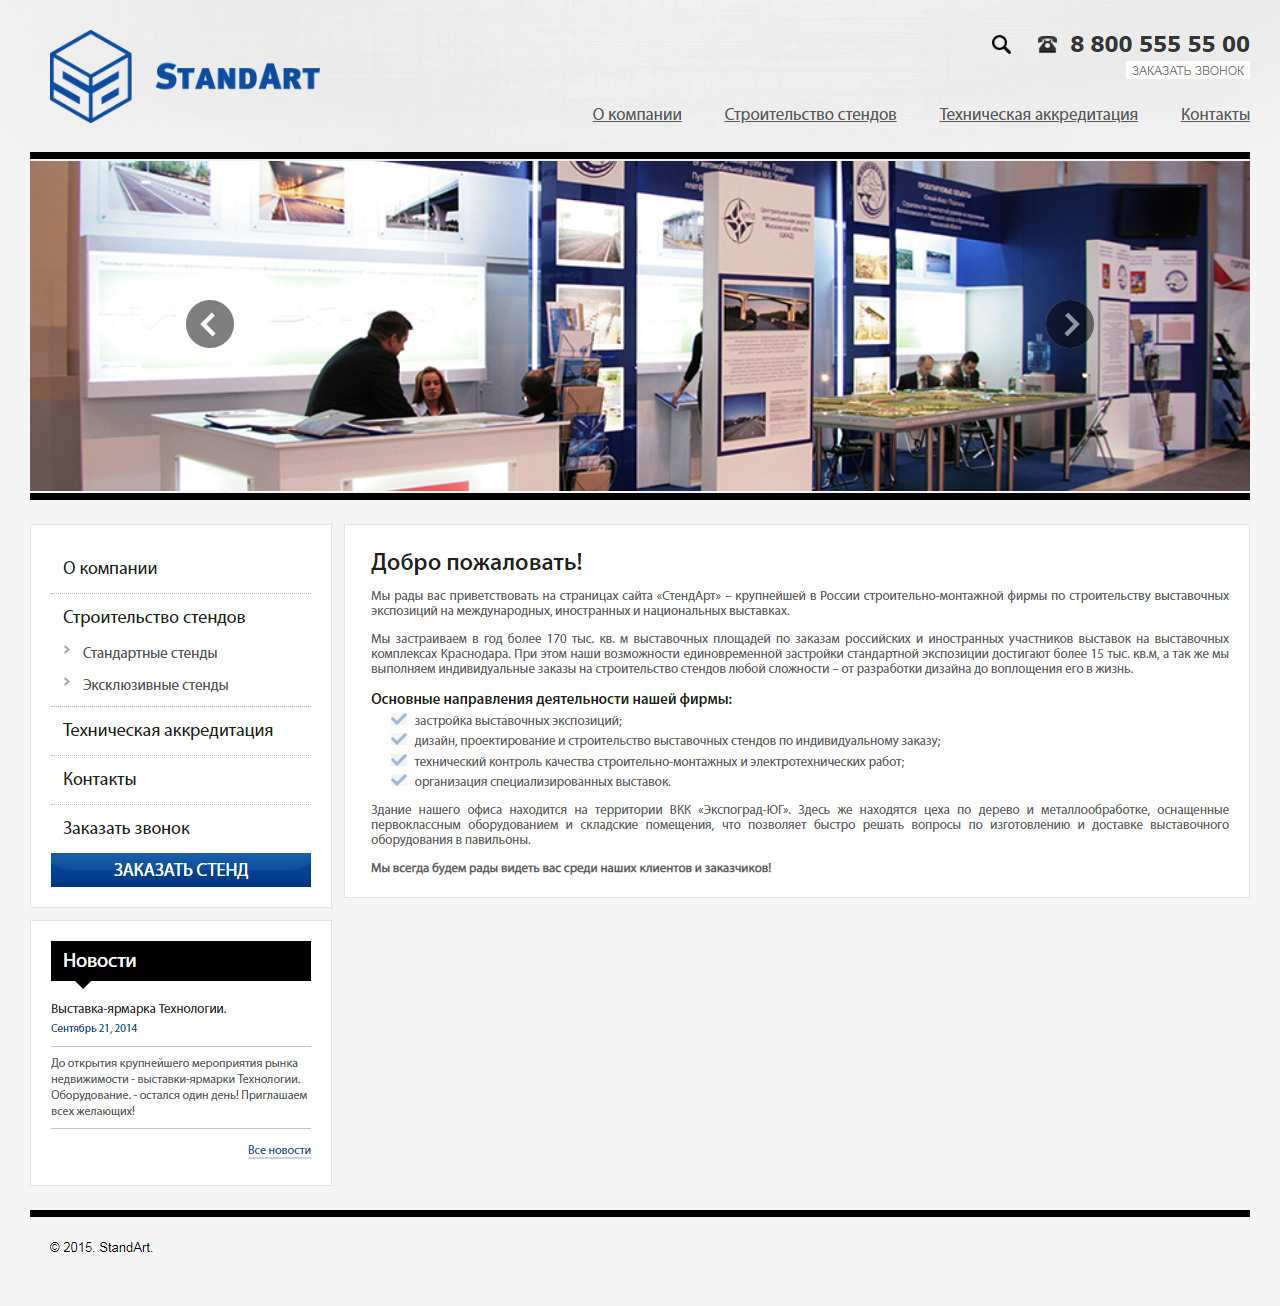 STANDART
8 800 555 55 00
ЗАКАЗАТЬ ЗВОНОК
О компании
Строительство стендов
Техническая аккредитация
Контакты
Центральная кольцевая
автомобильная дорога
Московской области
(ЦКАД)
О компании
Строительство стендов
Стандартные стенды
Эксклюзивные стенды
Техническая аккредитация
Контакты
Заказать звонок
ЗАКАЗАТЬ СТЕНД
Новости
Выставка-ярмарка Технологии.
Сентябрь 21, 2014
До открытия крупнейшего мероприятия рынка
недвижимости - выставки-ярмарки Технологии.
Оборудование. - остался один день! Приглашаем
всех желающих!
Все новости
Добро пожаловать!
Мы рады вас приветствовать на страницах сайта «СтендАрт» – крупнейшей в России строительно-монтажной фирмы по строительству выставочных
экспозиций на международных, иностранных и национальных выставках.
Мы застраиваем в год более 170 тыс. кв. м выставочных площадей по заказам российских и иностранных участников выставок на выставочных
комплексах Краснодара. При этом наши возможности единовременной застройки стандартной экспозиции достигают более 15 тыс. кв.м, а так же мы
выполняем индивидуальные заказы на строительство стендов любой сложности – от разработки дизайна до воплощения его в жизнь.
Основные направления деятельности нашей фирмы:
застройка выставочных экспозиций;
дизайн, проектирование и строительство выставочных стендов по индивидуальному заказу;
технический контроль качества строительно-монтажных и электротехнических работ;
организация специализированных выставок.
Здание нашего офиса находится на территории ВКК «Экспоград-ЮГ». Здесь же находятся цеха по дерево и металлообработке, оснащенные
первоклассным оборудованием и складские помещения, что позволяет быстро решать вопросы по изготовлению и доставке выставочного
оборудования в павильоны.
Мы всегда будем рады видеть вас среди наших клиентов и заказчиков!
© 2015. StandArt.